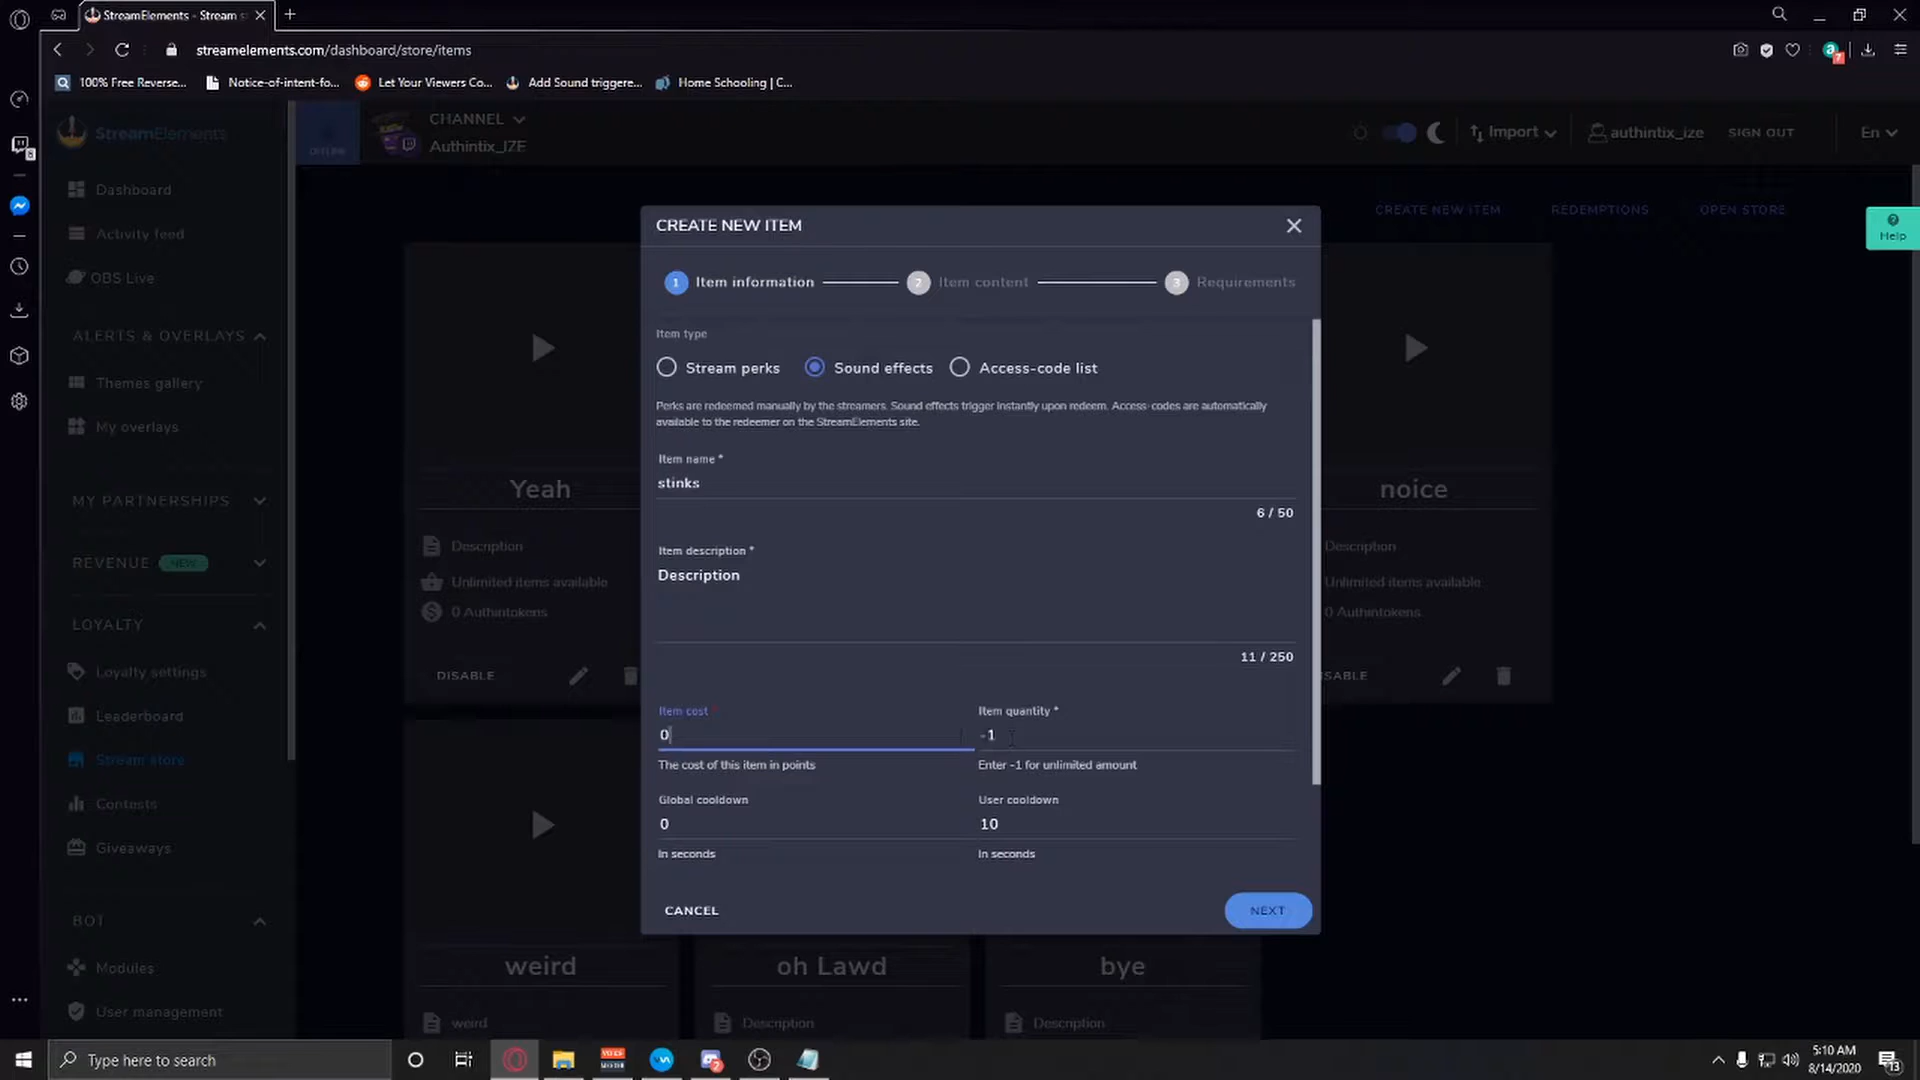 StreamElements - Stream s
streamelements.com/dashboard/store/items
7
100% Free Reverse...
Notice-of-intent-fo...
Let Your Viewers Co...
Add Sound triggere...
Home Schooling | C...
StreamElements
OFFLINE
CHANNEL
Authintix_IZE
Import
authintix_ize
SIGN OUT
En
Dashboard
Activity feed
OBS Live
ALERTS & OVERLAYS
Themes gallery
My overlays
MY PARTNERSHIPS
REVENUE NEW
LOYALTY
Loyalty settings
Leaderboard
Stream store
Contests
Giveaways
BOT
Modules
User management
CREATE NEW ITEM
REDEMPTIONS
OPEN STORE
Help
Yeah
Description
Unlimited items available
0 Authintokens
DISABLE
CREATE NEW ITEM
1 Item information
2 Item content
3 Requirements
Item type
Stream perks
Sound effects
Access-code list
Perks are redeemed manually by the streamers. Sound effects trigger instantly upon redeem. Access-codes are automatically
available to the redeemer on the StreamElements site.
Item name *
stinks
6 / 50
Item description *
Description
11 / 250
Item cost *
0
The cost of this item in points
Item quantity *
-1
Enter -1 for unlimited amount
Global cooldown
0
In seconds
User cooldown
10
In seconds
CANCEL
NEXT
noice
Description
Unlimited items available
0 Authintokens
SABLE
weird
weird
oh Lawd
Description
bye
Description
Type here to search
5:10 AM
8/14/2020
13